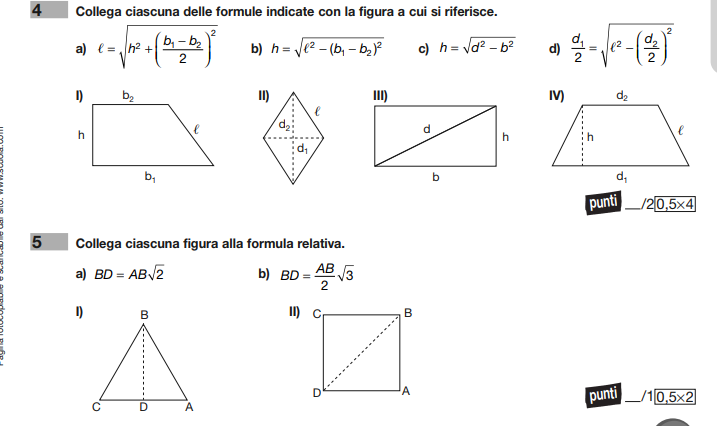 4 Collega ciascuna delle formule indicate con la figura a cui si riferisce.
a) ℓ = √(h² + ((b₁ – b₂)/2)²) b) h = √(ℓ² – (b₁ – b₂)²) c) h = √(d² – b²) d) d₁/2 = √(ℓ² – (d₂/2)²)
I) b₂ h ℓ b₁
II) ℓ d₂ d₁
III) d h b
IV) d₂ h ℓ d₁
punti __/2 0,5×4
5 Collega ciascuna figura alla formula relativa.
a) BD = AB√2 b) BD = AB/2 √3
I) B C D A
II) C B D A
punti __/1 0,5×2